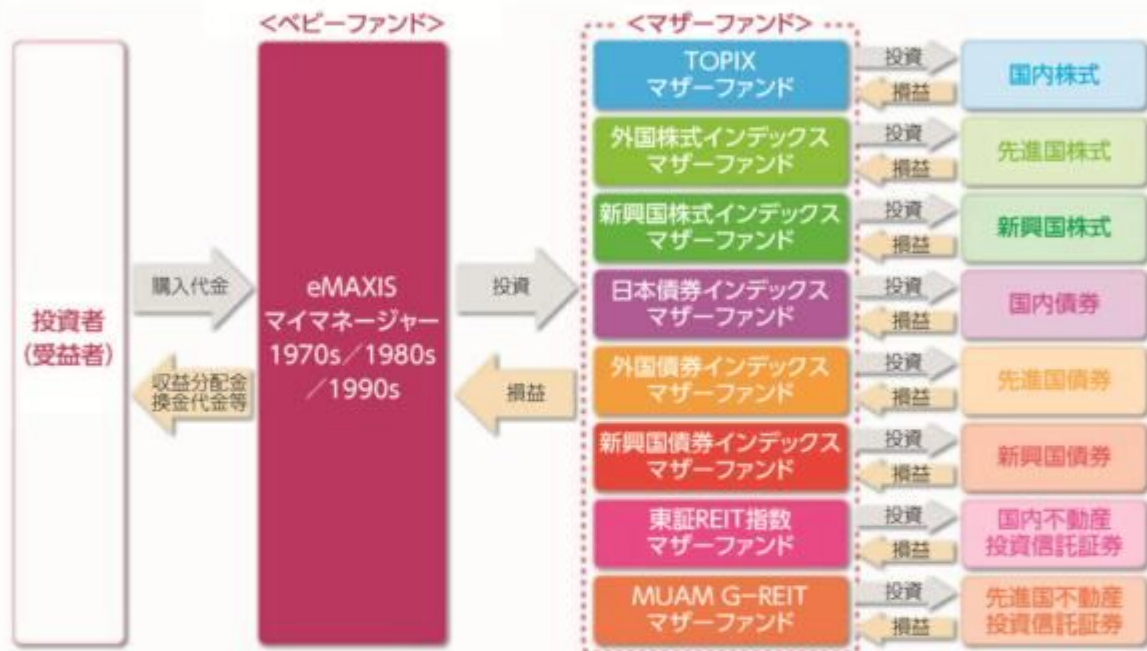 <ベビーファンド>
<マザーファンド>
投資者
(受益者)
購入代金
収益分配金
換金代金等
eMAXIS
マイマネージャー
1970s/1980s
/1990s
投資
損益
TOPIX
マザーファンド
投資
損益
国内株式
外国株式インデックス
マザーファンド
投資
損益
先進国株式
新興国株式インデックス
マザーファンド
投資
損益
新興国株式
日本債券インデックス
マザーファンド
投資
損益
国内債券
外国債券インデックス
マザーファンド
投資
損益
先進国債券
新興国債券インデックス
マザーファンド
投資
損益
新興国債券
東証REIT指数
マザーファンド
投資
損益
国内不動産
投資信託証券
MUAM G-REIT
マザーファンド
投資
損益
先進国不動産
投資信託証券